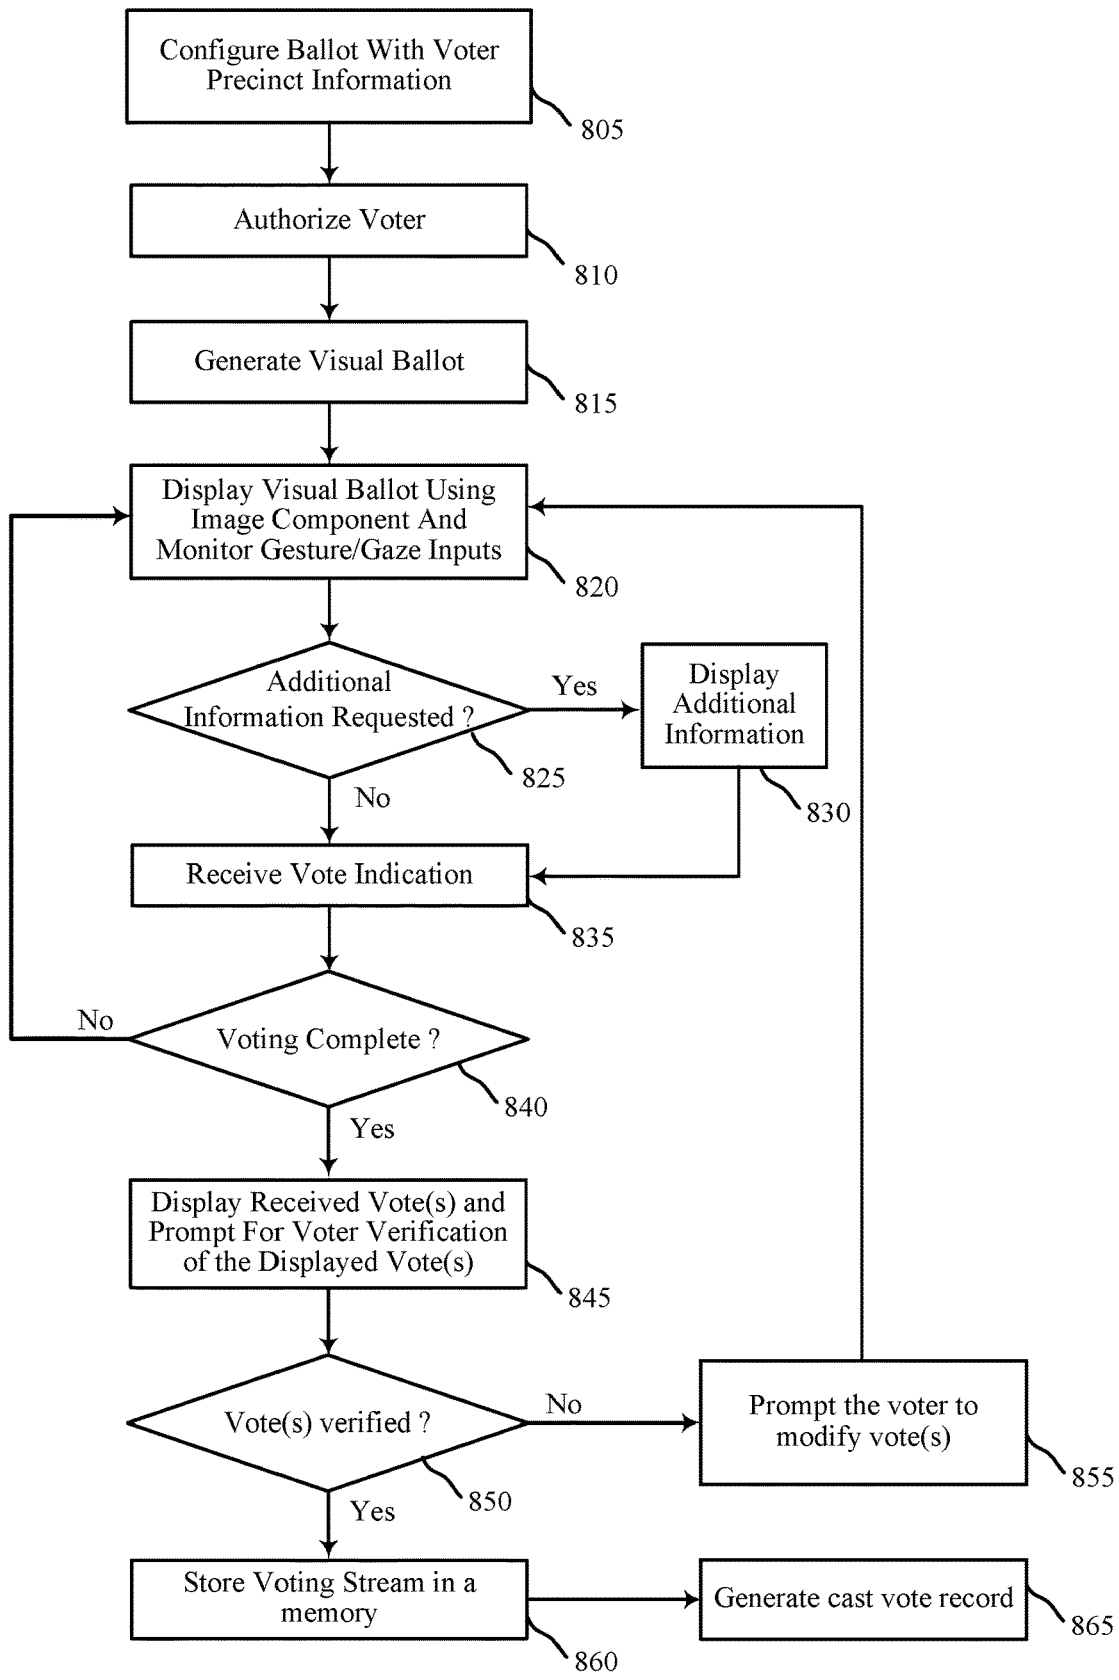 Configure Ballot With Voter
Precinct Information
805
Authorize Voter
810
Generate Visual Ballot
815
Display Visual Ballot Using
Image Component And
Monitor Gesture/Gaze Inputs
820
Additional
Information Requested ?
825
Yes
Display
Additional
Information
830
No
Receive Vote Indication
835
Voting Complete ?
840
No
Yes
Display Received Vote(s) and
Prompt For Voter Verification
of the Displayed Vote(s)
845
Vote(s) verified ?
850
No
Prompt the voter to
modify vote(s)
855
Yes
Store Voting Stream in a
memory
860
Generate cast vote record
865